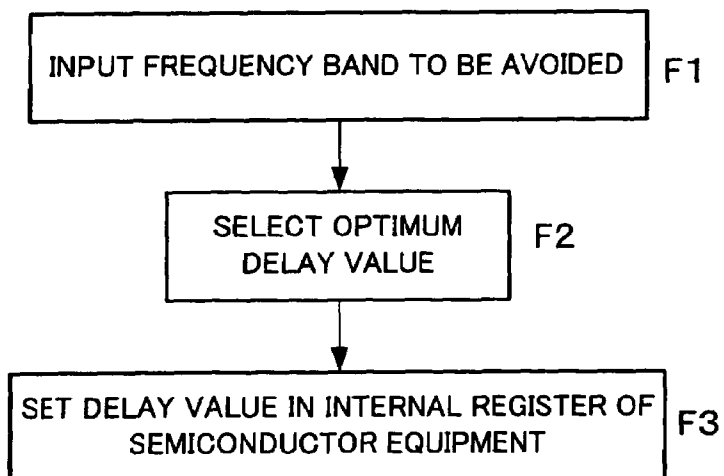 INPUT FREQUENCY BAND TO BE AVOIDED
F1
SELECT OPTIMUM
DELAY VALUE
F2
SET DELAY VALUE IN INTERNAL REGISTER OF
SEMICONDUCTOR EQUIPMENT
F3